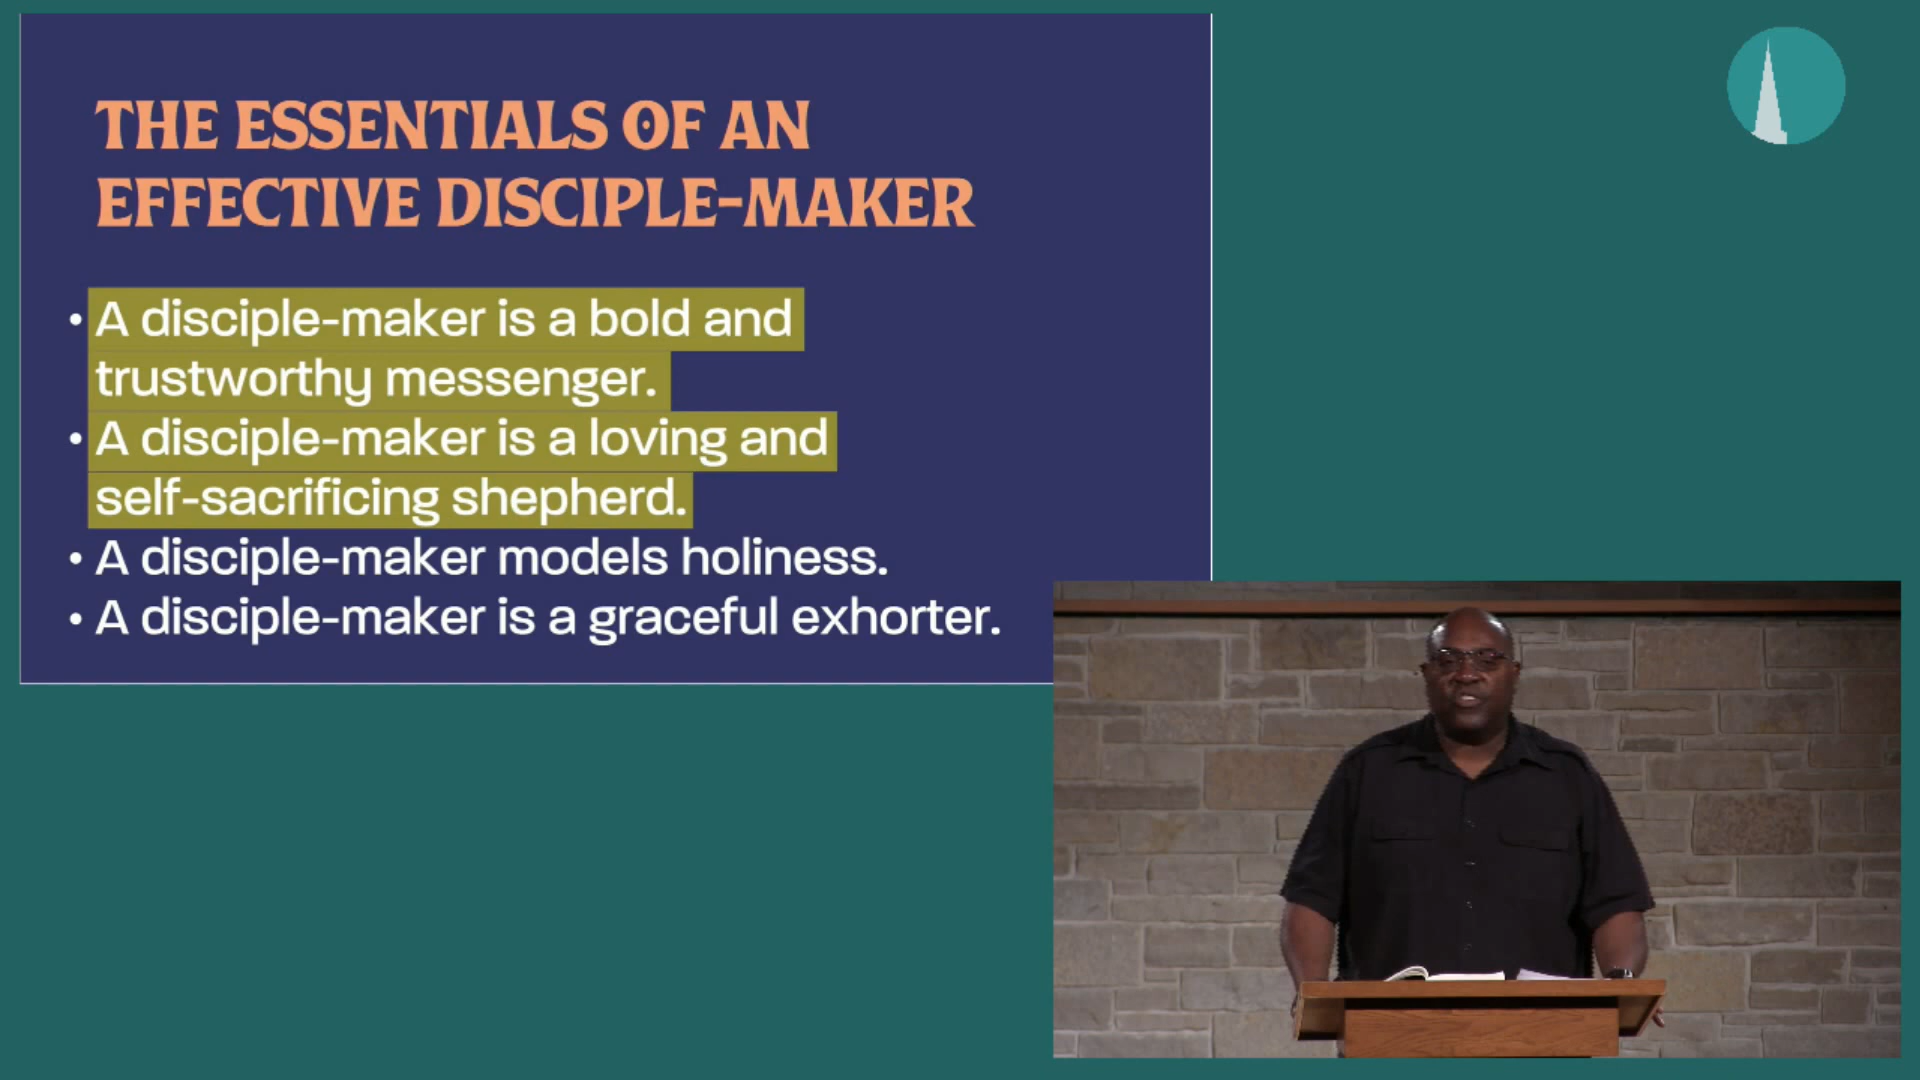 THE ESSENTIALS OF AN
EFFECTIVE DISCIPLE-MAKER
• A disciple-maker is a bold and
trustworthy messenger.
• A disciple-maker is a loving and
self-sacrificing shepherd.
• A disciple-maker models holiness.
• A disciple-maker is a graceful exhorter.